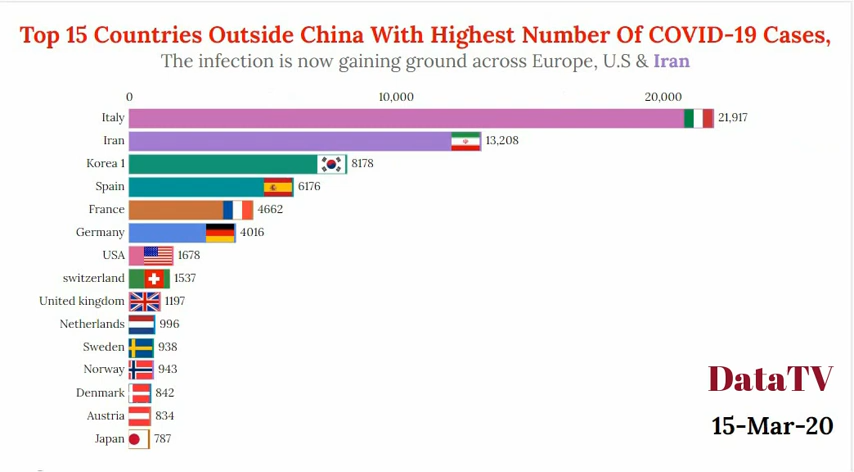 Top 15 Countries Outside China With Highest Number Of COVID-19 Cases,
The infection is now gaining ground across Europe, U.S & Iran
0 10,000 20,000
Italy 21,917
Iran 13,208
Korea 1 8178
Spain 6176
France 4662
Germany 4016
USA 1678
switzerland 1537
United kingdom 1197
Netherlands 996
Sweden 938
Norway 943
Denmark 842
Austria 834
Japan 787
DataTV
15-Mar-20